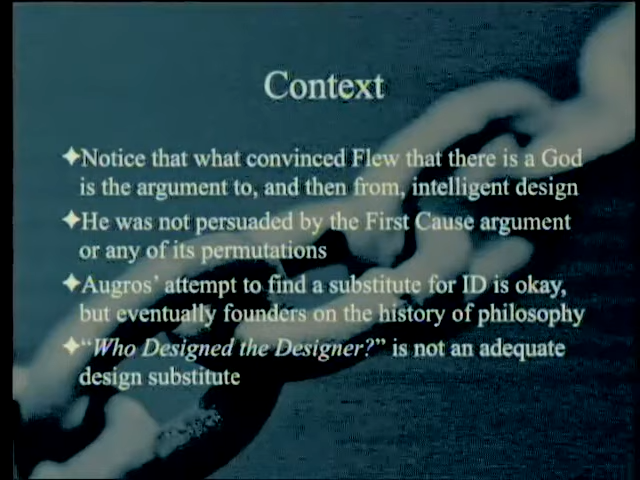 Context
✦Notice that what convinced Flew that there is a God
is the argument to, and then from, intelligent design
✦He was not persuaded by the First Cause argument
or any of its permutations
✦Augros' attempt to find a substitute for ID is okay,
but eventually founders on the history of philosophy
✦"Who Designed the Designer?" is not an adequate
design substitute